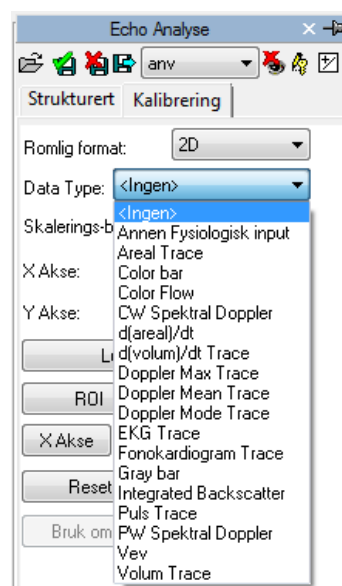 Echo Analyse
anv
Strukturert Kalibrering
Romlig format: 2D
Data Type: <Ingen>
Skalerings-b
X Akse:
Y Akse:
ROI
X Akse
Reset
Bruk om
<Ingen>
Annen Fysiologisk input
Areal Trace
Color bar
Color Flow
CW Spektral Doppler
d(areal)/dt
d(volum)/dt Trace
Doppler Max Trace
Doppler Mean Trace
Doppler Mode Trace
EKG Trace
Fonokardiogram Trace
Gray bar
Integrated Backscatter
Puls Trace
PW Spektral Doppler
Vev
Volum Trace